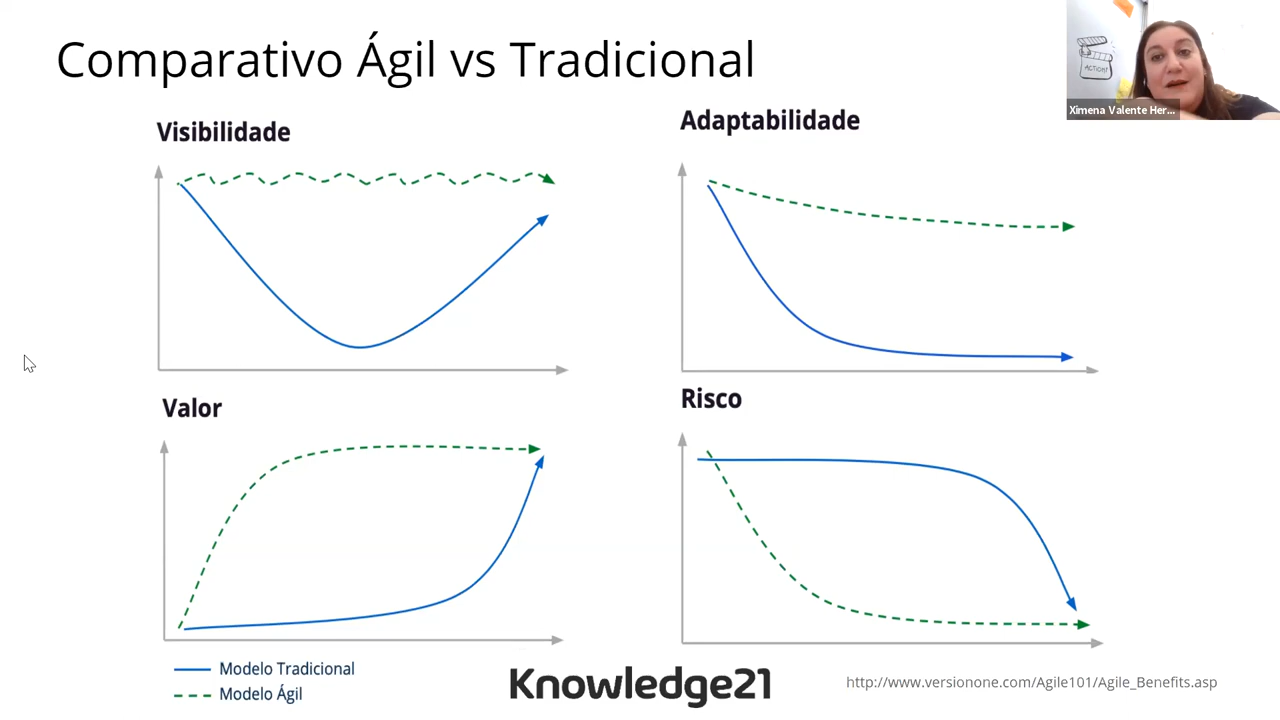 Comparativo Ágil vs Tradicional
ACTION!
Ximena Valente Her...
Visibilidade
Adaptabilidade
Valor
Risco
Modelo Tradicional
Modelo Ágil
Knowledge21
http://www.versionone.com/Agile101/Agile_Benefits.asp